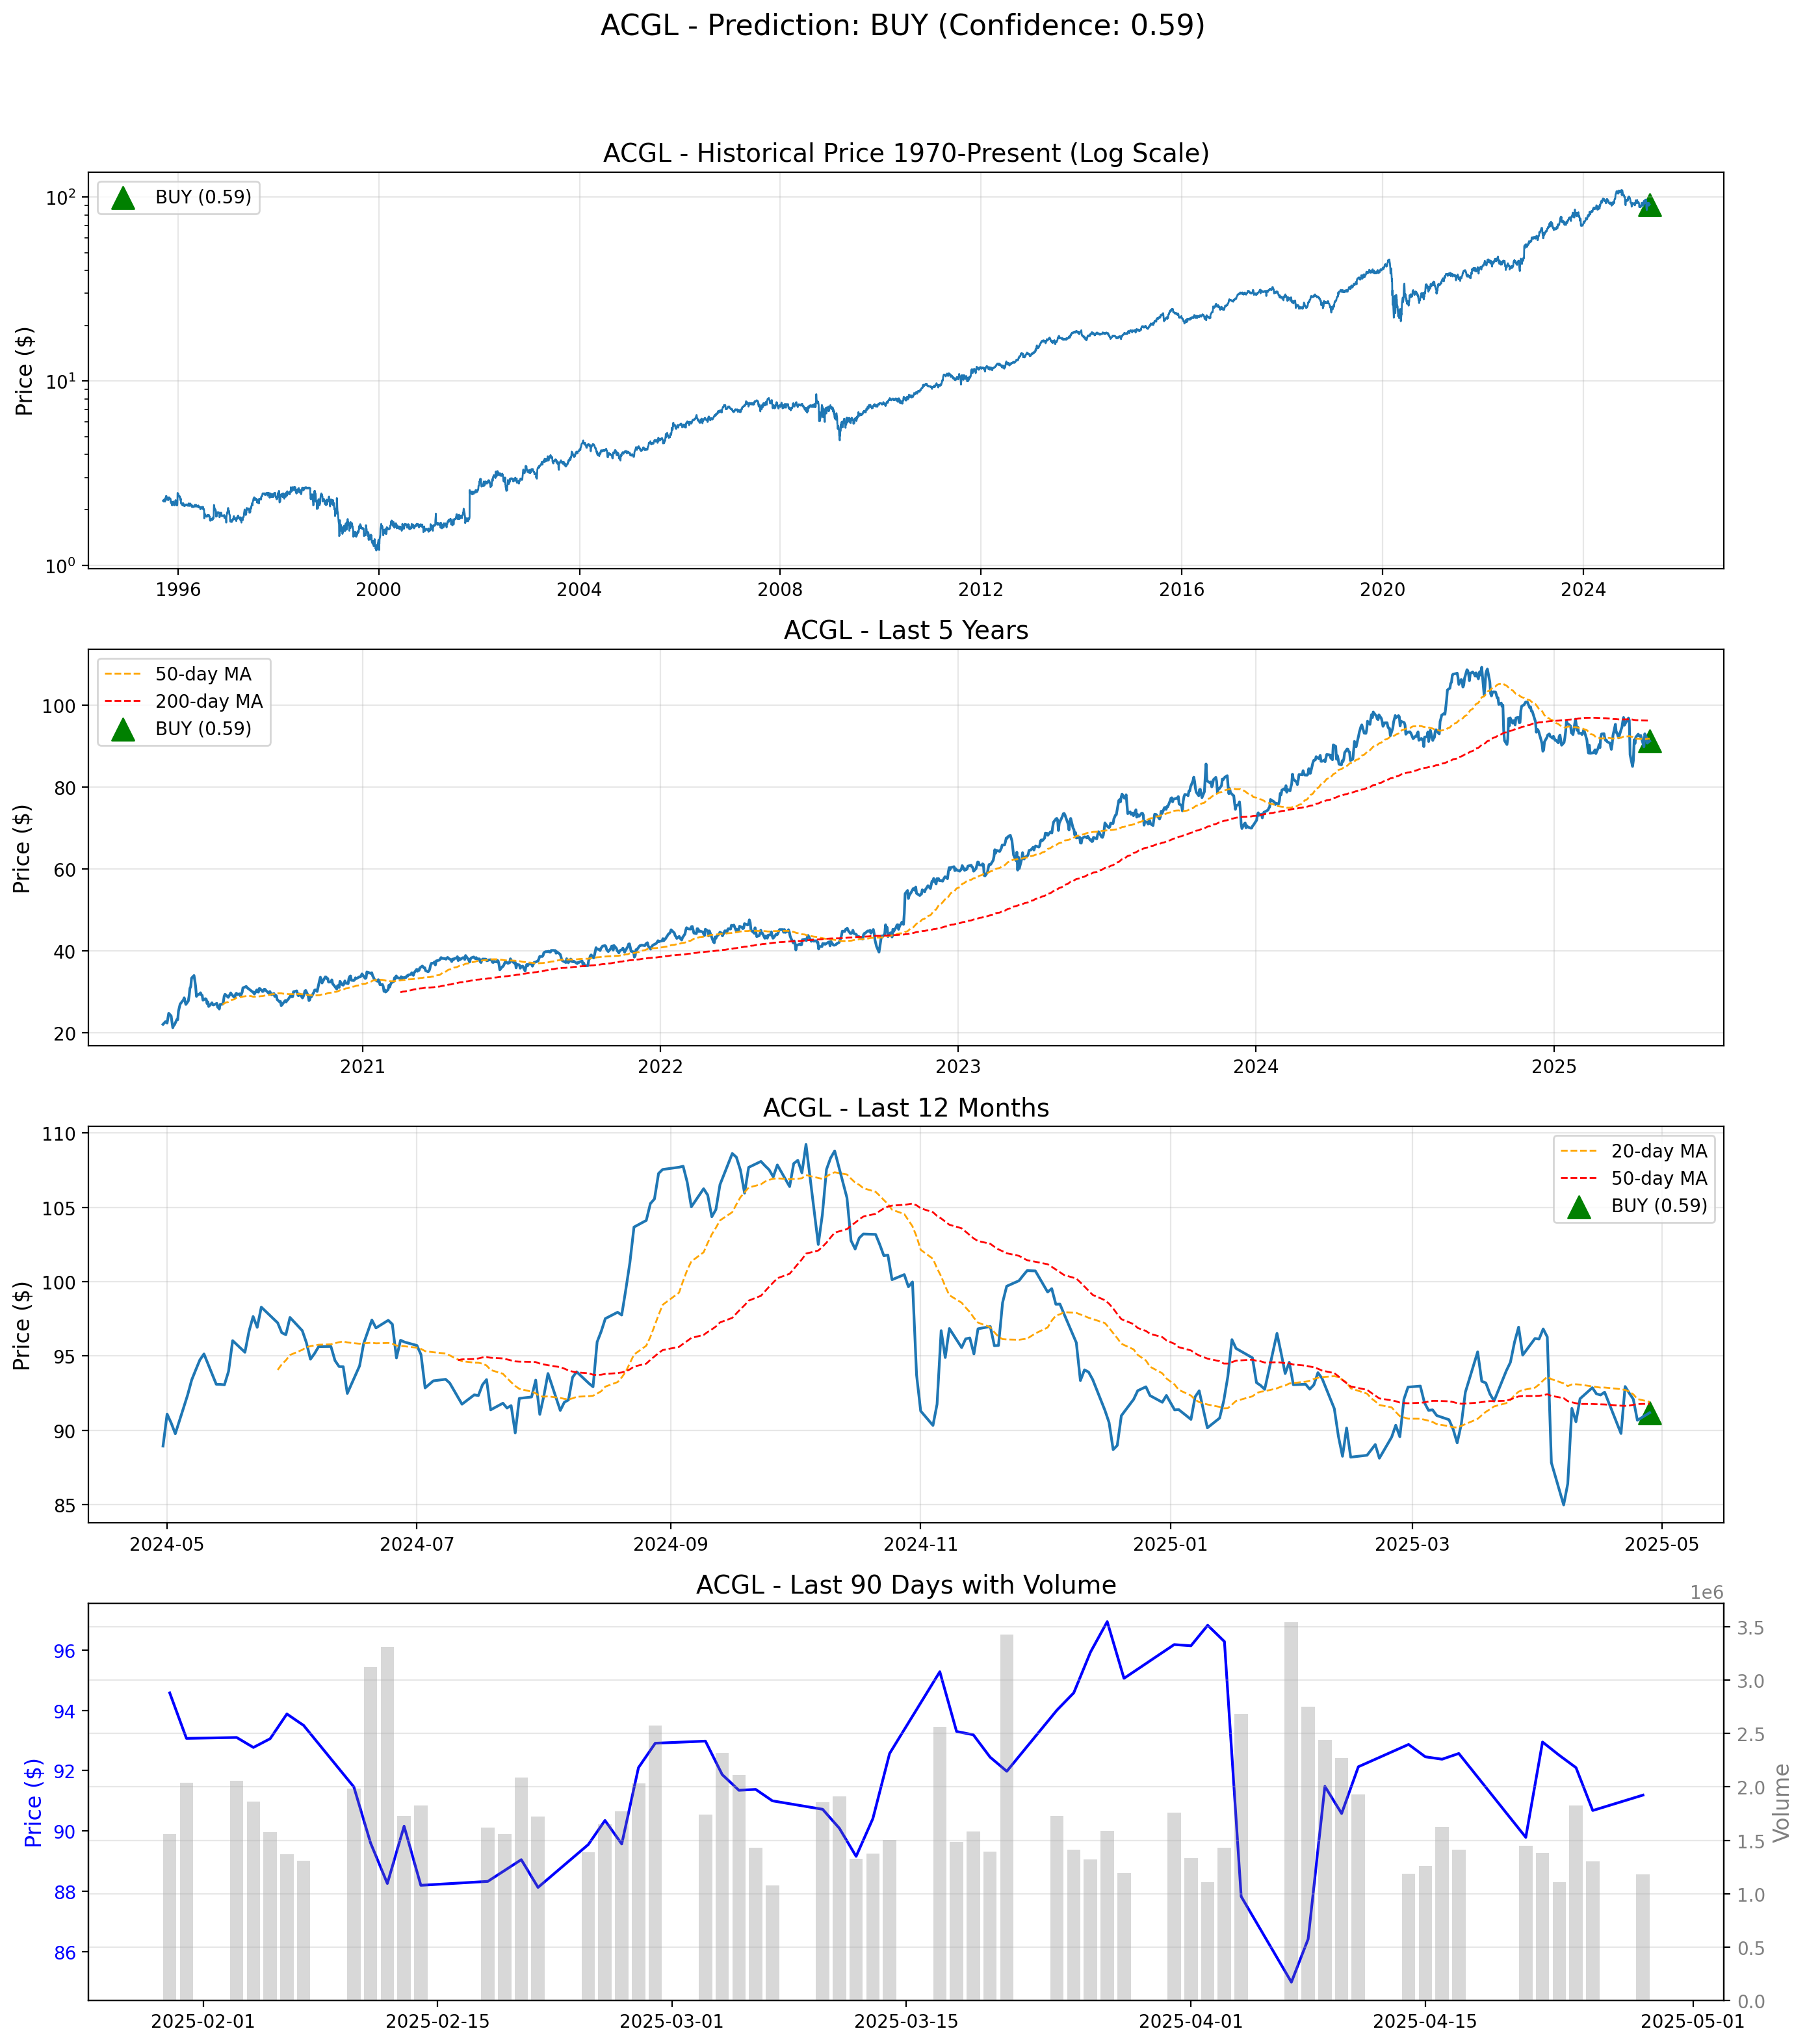 ACGL - Prediction: BUY (Confidence: 0.59)
ACGL - Historical Price 1970-Present (Log Scale)
Price ($)
10²
10¹
10⁰
BUY (0.59)
1996 2000 2004 2008 2012 2016 2020 2024
ACGL - Last 5 Years
Price ($)
100
80
60
40
20
50-day MA
200-day MA
BUY (0.59)
2021 2022 2023 2024 2025
ACGL - Last 12 Months
Price ($)
110
105
100
95
90
85
20-day MA
50-day MA
BUY (0.59)
2024-05 2024-07 2024-09 2024-11 2025-01 2025-03 2025-05
ACGL - Last 90 Days with Volume
1e6
Price ($)
96
94
92
90
88
86
3.5
3.0
2.5
2.0
1.5
1.0
0.5
0.0
Volume
2025-02-01 2025-02-15 2025-03-01 2025-03-15 2025-04-01 2025-04-15 2025-05-01